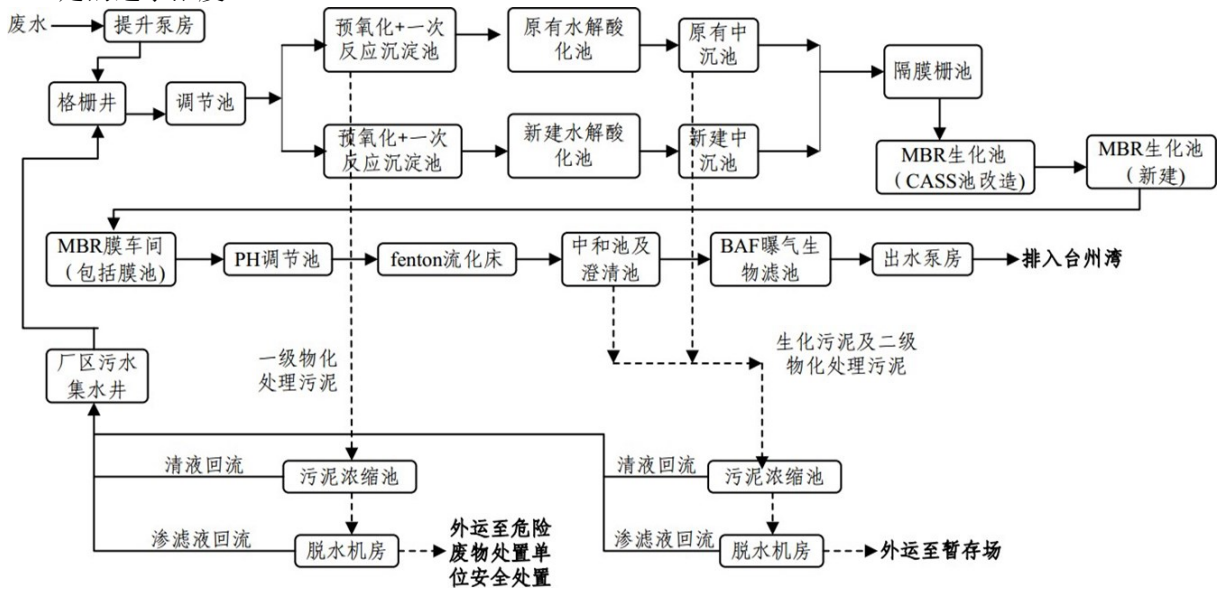 废水
提升泵房
格栅井
调节池
预氧化+一次
反应沉淀池
原有水解酸
化池
原有中
沉池
隔膜栅池
预氧化+一次
反应沉淀池
新建水解酸
化池
新建中
沉池
MBR生化池
（CASS池改造）
MBR生化池
（新建）
MBR膜车间
（包括膜池）
PH调节池
fenton流化床
中和池及
澄清池
BAF曝气生
物滤池
出水泵房
排入台州湾
厂区污水
集水井
一级物化
处理污泥
生化污泥及二级
物化处理污泥
清液回流
污泥浓缩池
清液回流
污泥浓缩池
渗滤液回流
脱水机房
外运至危险
废物处置单
位安全处置
渗滤液回流
脱水机房
外运至暂存场